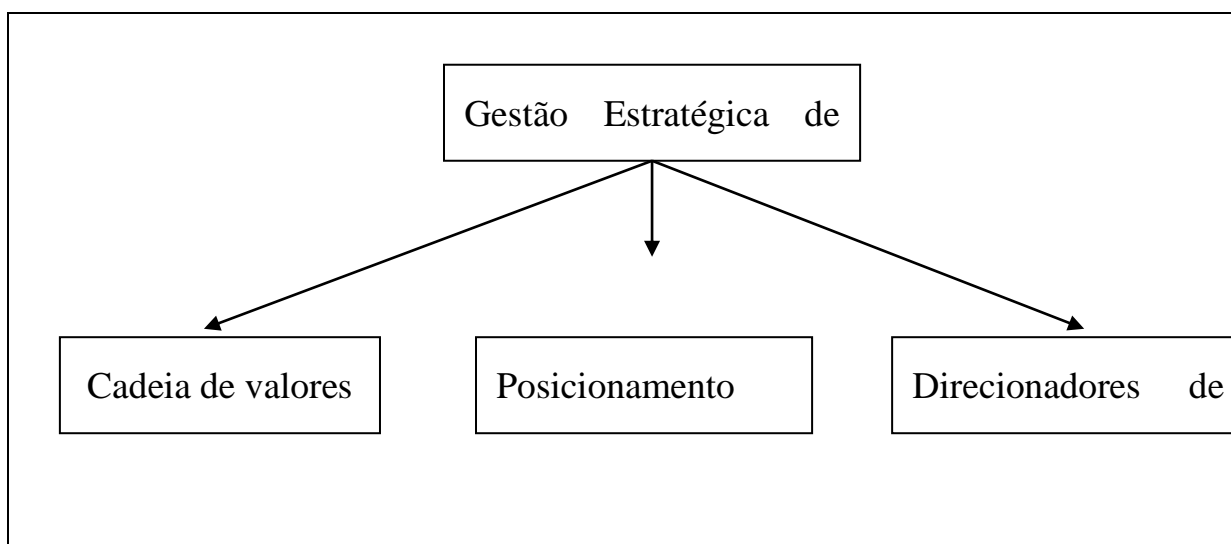 Gestão Estratégica de
Cadeia de valores
Posicionamento
Direcionadores de